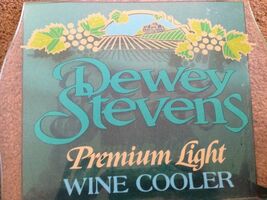 Dewey
Stevens
Premium Light
WINE COOLER